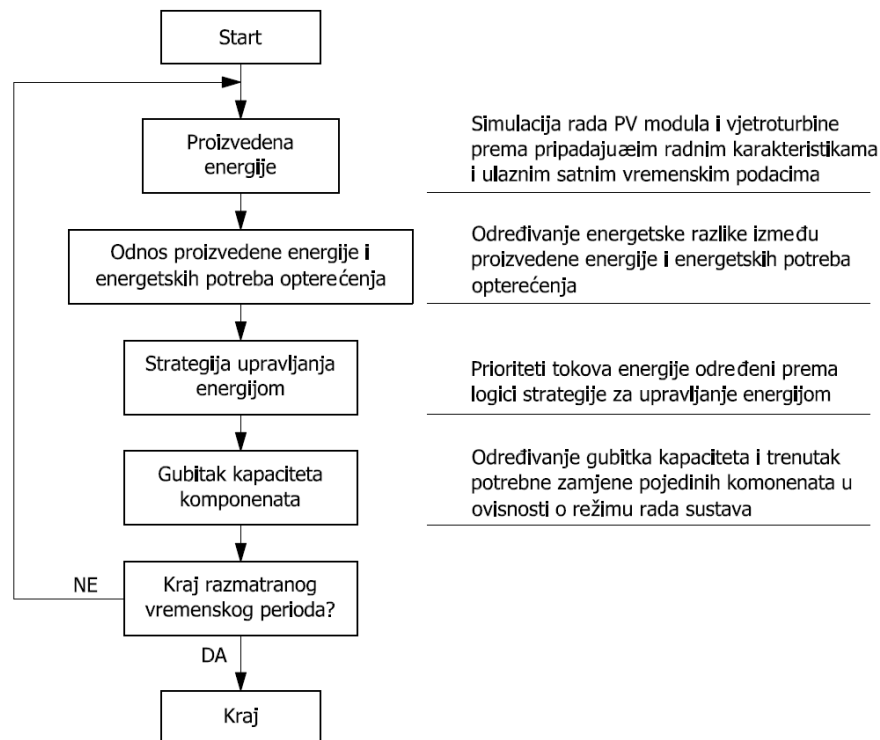 Start
Proizvedena
energije
Simulacija rada PV modula i vjetroturbine
prema pripadajuæim radnim karakteristikama
i ulaznim satnim vremenskim podacima
Odnos proizvedene energije i
energetskih potreba opterećenja
Određivanje energetske razlike između
proizvedene energije i energetskih potreba
opterećenja
Strategija upravljanja
energijom
Prioriteti tokova energije određeni prema
logici strategije za upravljanje energijom
Gubitak kapaciteta
komponenata
Određivanje gubitka kapaciteta i trenutak
potrebne zamjene pojedinih komonenata u
ovisnosti o režimu rada sustava
NE
Kraj razmatranog
vremenskog perioda?
DA
Kraj